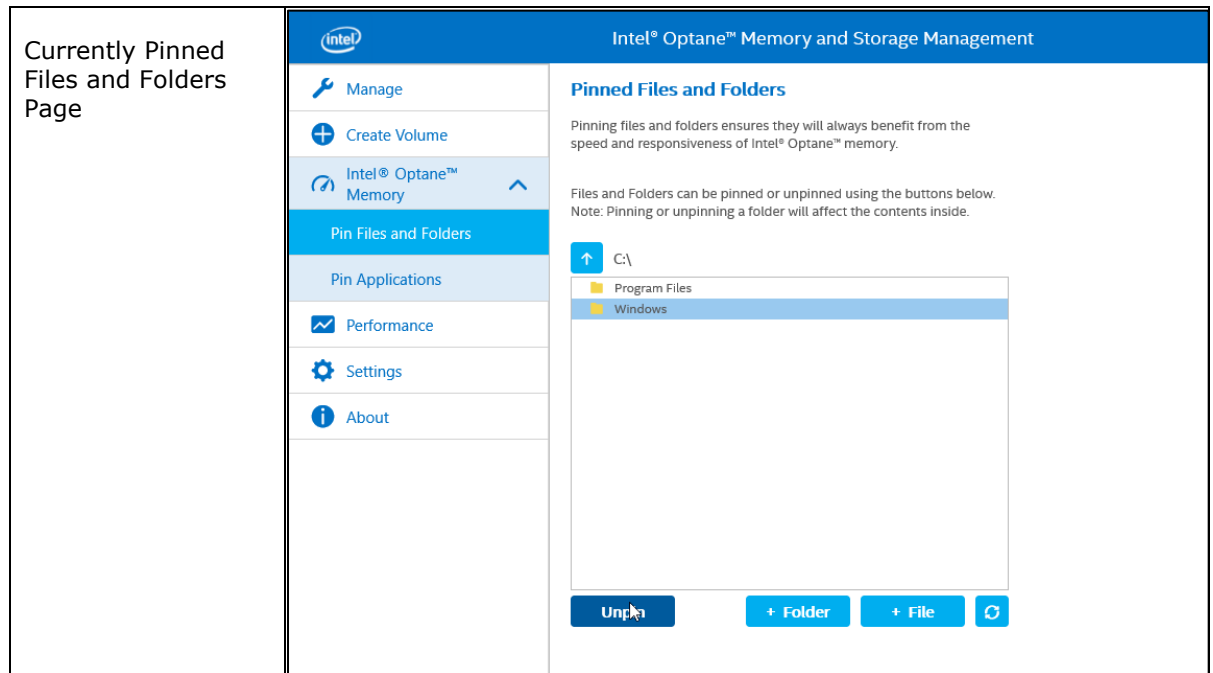 Currently Pinned
Files and Folders
Page
intel
Intel® Optane™ Memory and Storage Management
Manage
Create Volume
Intel® Optane™
Memory
Pin Files and Folders
Pin Applications
Performance
Settings
About
Pinned Files and Folders
Pinning files and folders ensures they will always benefit from the
speed and responsiveness of Intel® Optane™ memory.
Files and Folders can be pinned or unpinned using the buttons below.
Note: Pinning or unpinning a folder will affect the contents inside.
C:\
Program Files
Windows
Unpin
+ Folder
+ File